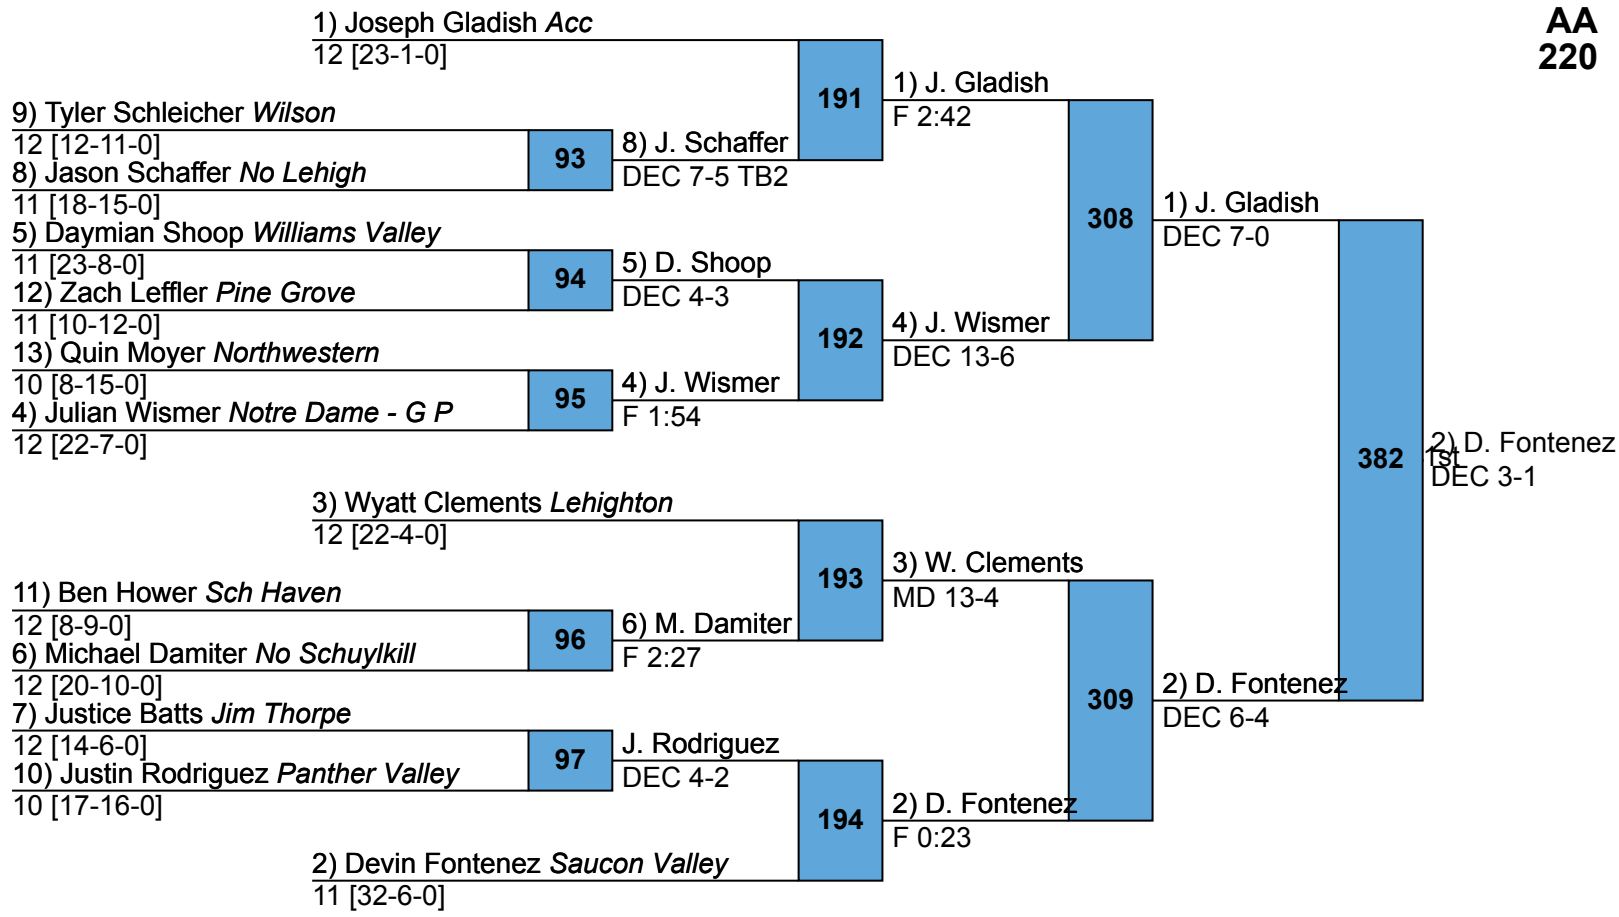 AA
220
1) Joseph Gladish Acc
12 [23-1-0]
191
1) J. Gladish
F 2:42
9) Tyler Schleicher Wilson
12 [12-11-0]
93
8) J. Schaffer
DEC 7-5 TB2
8) Jason Schaffer No Lehigh
11 [18-15-0]
308
1) J. Gladish
DEC 7-0
5) Daymian Shoop Williams Valley
11 [23-8-0]
94
5) D. Shoop
DEC 4-3
12) Zach Leffler Pine Grove
11 [10-12-0]
192
4) J. Wismer
DEC 13-6
13) Quin Moyer Northwestern
10 [8-15-0]
95
4) J. Wismer
F 1:54
4) Julian Wismer Notre Dame - G P
12 [22-7-0]
382
2) D. Fontenez
1st
DEC 3-1
3) Wyatt Clements Lehighton
12 [22-4-0]
193
3) W. Clements
MD 13-4
11) Ben Hower Sch Haven
12 [8-9-0]
96
6) M. Damiter
F 2:27
6) Michael Damiter No Schuylkill
12 [20-10-0]
309
2) D. Fontenez
DEC 6-4
7) Justice Batts Jim Thorpe
12 [14-6-0]
97
J. Rodriguez
DEC 4-2
10) Justin Rodriguez Panther Valley
10 [17-16-0]
194
2) D. Fontenez
F 0:23
2) Devin Fontenez Saucon Valley
11 [32-6-0]